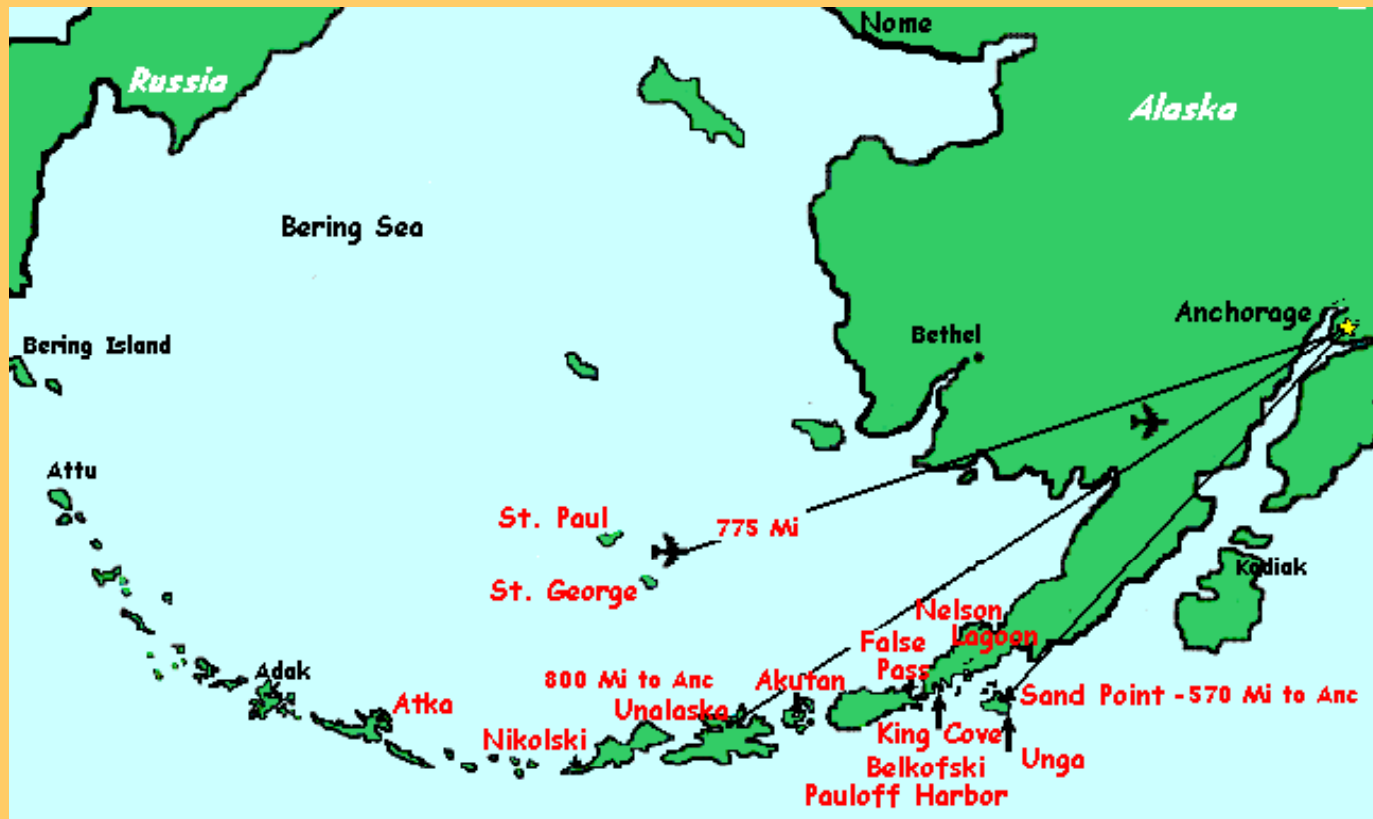 Nome
Russia
Alaska
Bering Sea
Anchorage
Bering Island
Bethel
Attu
St. Paul
775 Mi
Kodiak
St. George
Nelson
Lagoon
False
Pass
Adak
800 Mi to Anc
Akutan
Sand Point -570 Mi to Anc
Atka
Unalaska
Nikolski
King Cove
Unga
Belkofski
Pauloff Harbor